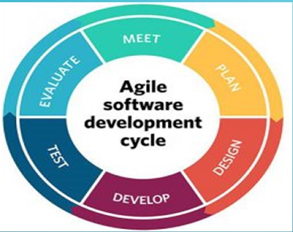 Agile
software
development
cycle
MEET
PLAN
DESIGN
DEVELOP
TEST
EVALUATE